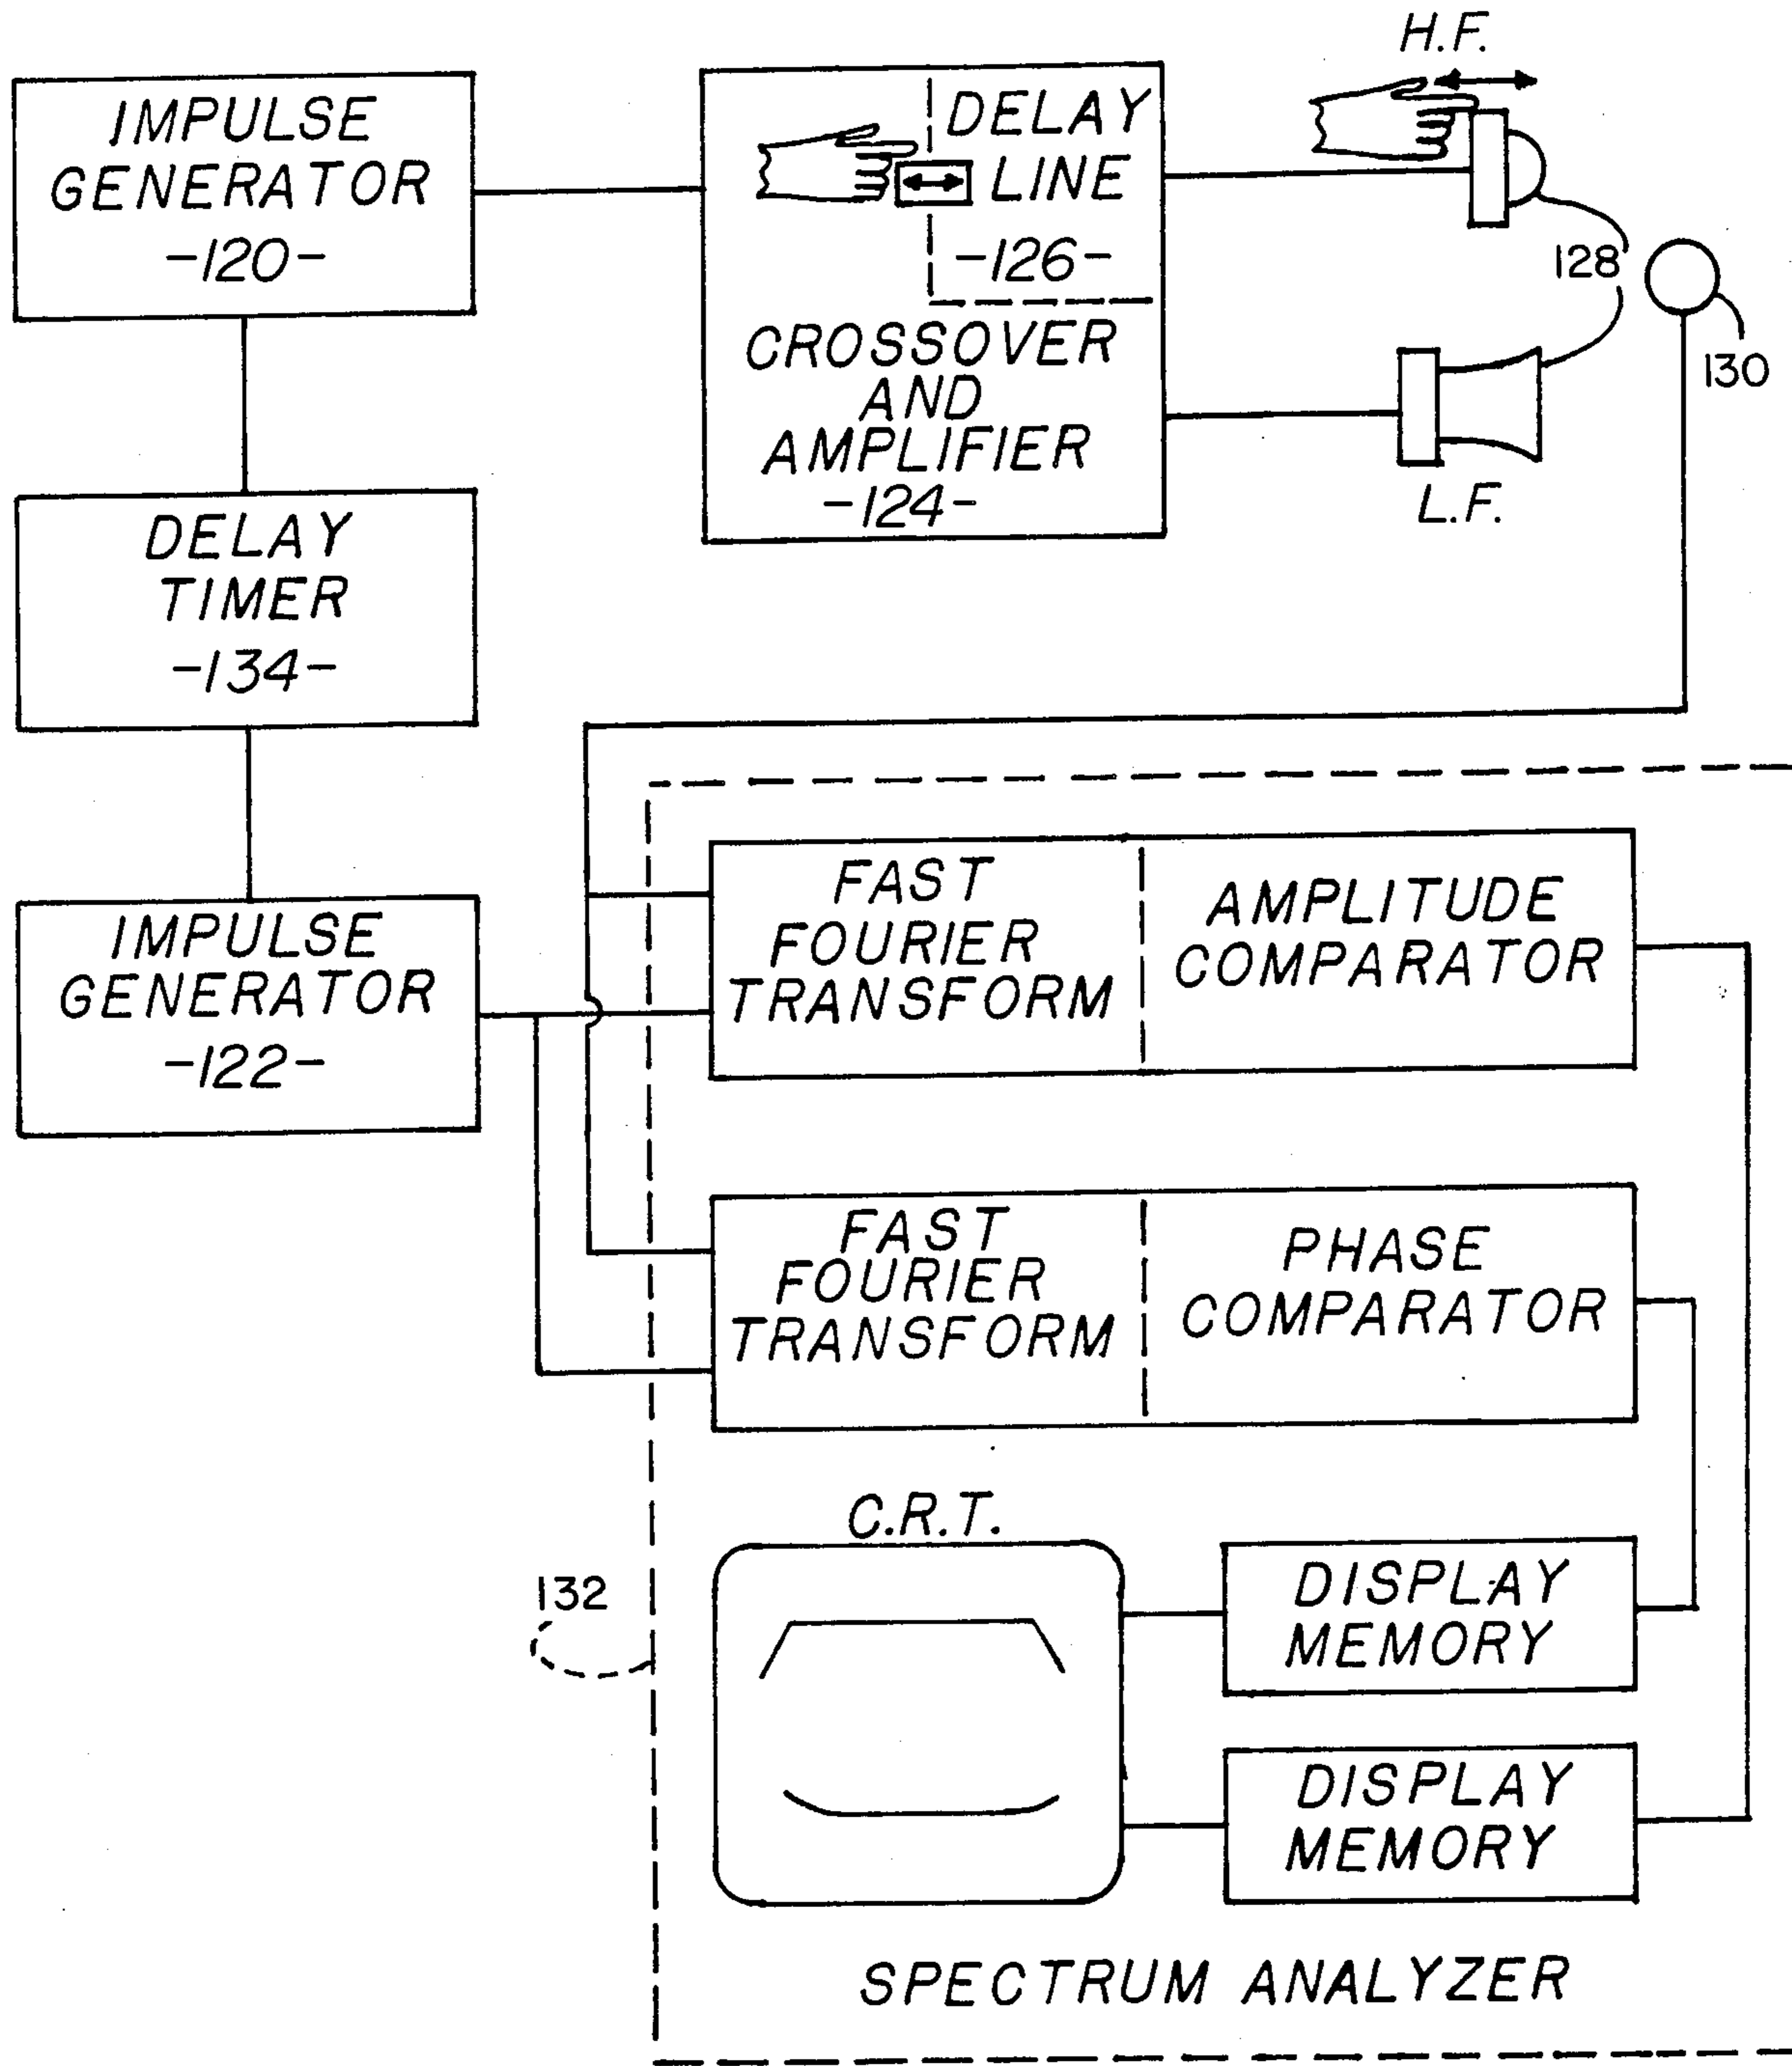 H.F.
IMPULSE
GENERATOR
-120-
DELAY
LINE
-126-
CROSSOVER
AND
AMPLIFIER
-124-
128
130
L.F.
DELAY
TIMER
-134-
IMPULSE
GENERATOR
-122-
FAST
FOURIER
TRANSFORM
AMPLITUDE
COMPARATOR
FAST
FOURIER
TRANSFORM
PHASE
COMPARATOR
C.R.T.
132
DISPLAY
MEMORY
DISPLAY
MEMORY
SPECTRUM ANALYZER